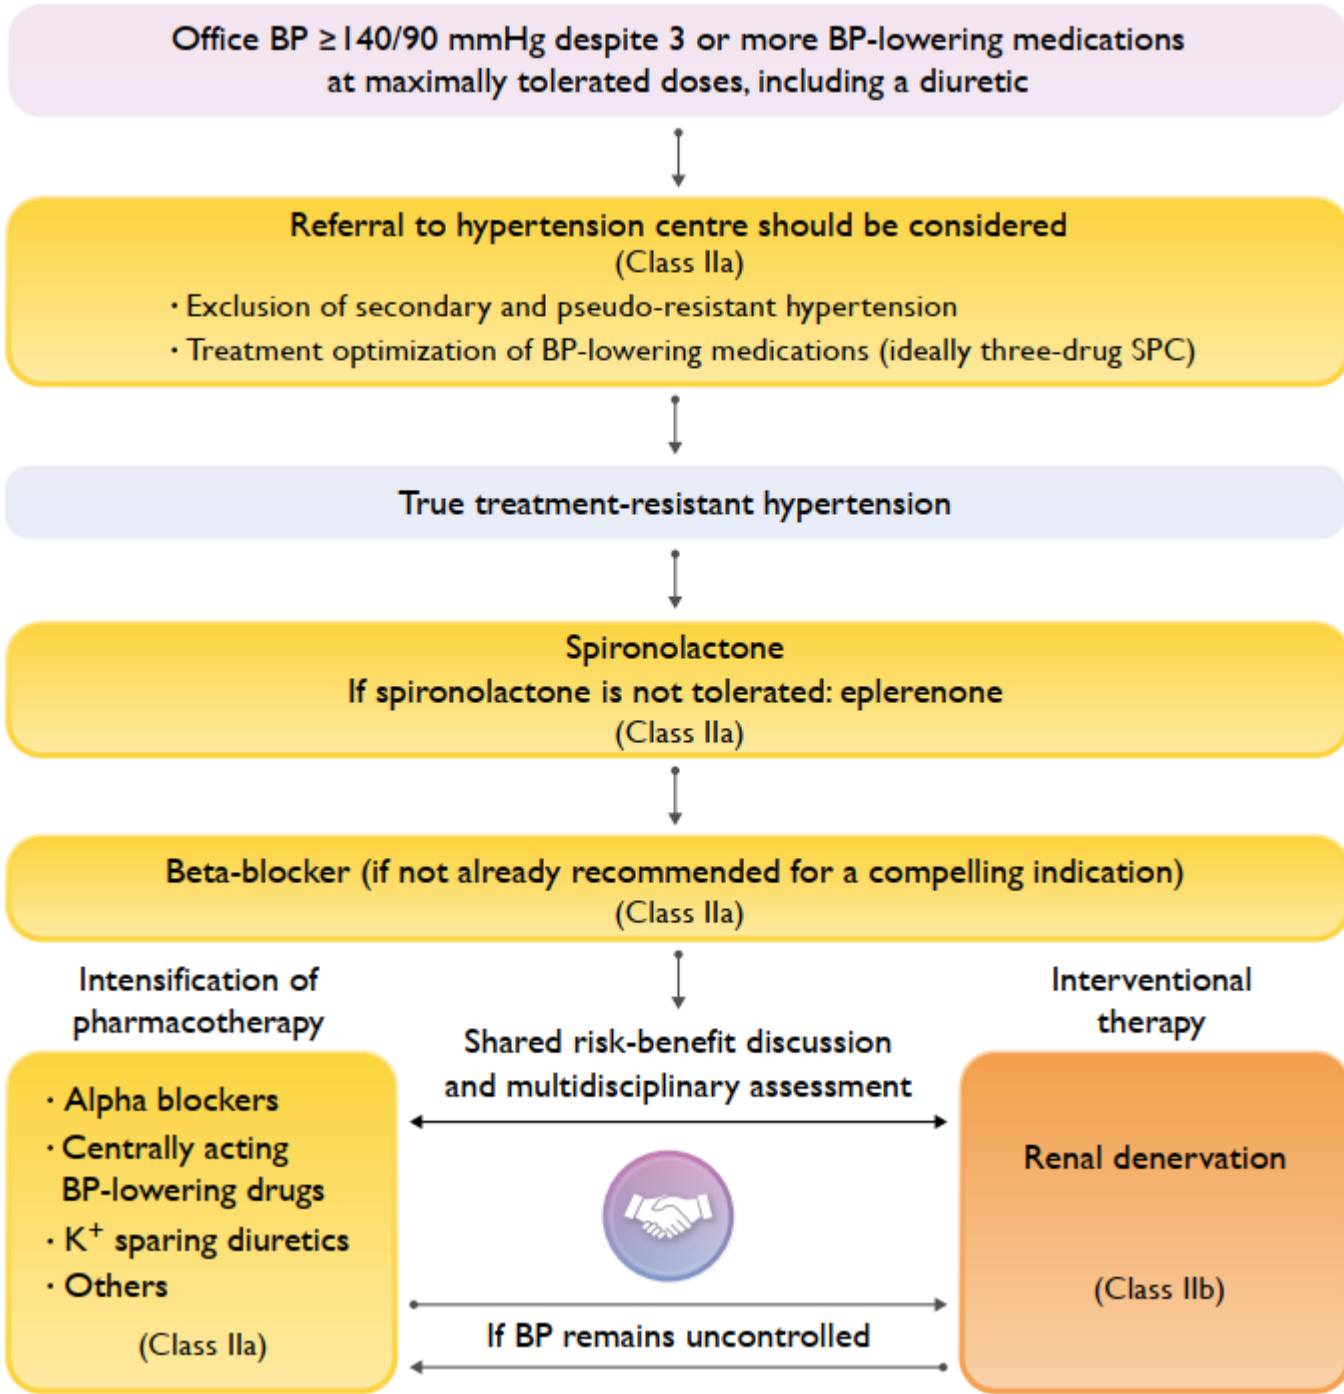 Office BP ≥140/90 mmHg despite 3 or more BP-lowering medications
at maximally tolerated doses, including a diuretic
Referral to hypertension centre should be considered
(Class IIa)
· Exclusion of secondary and pseudo-resistant hypertension
· Treatment optimization of BP-lowering medications (ideally three-drug SPC)
True treatment-resistant hypertension
Spironolactone
If spironolactone is not tolerated: eplerenone
(Class IIa)
Beta-blocker (if not already recommended for a compelling indication)
(Class IIa)
Intensification of
pharmacotherapy
· Alpha blockers
· Centrally acting
BP-lowering drugs
· K⁺ sparing diuretics
· Others
(Class IIa)
Shared risk-benefit discussion
and multidisciplinary assessment
If BP remains uncontrolled
Interventional
therapy
Renal denervation
(Class IIb)